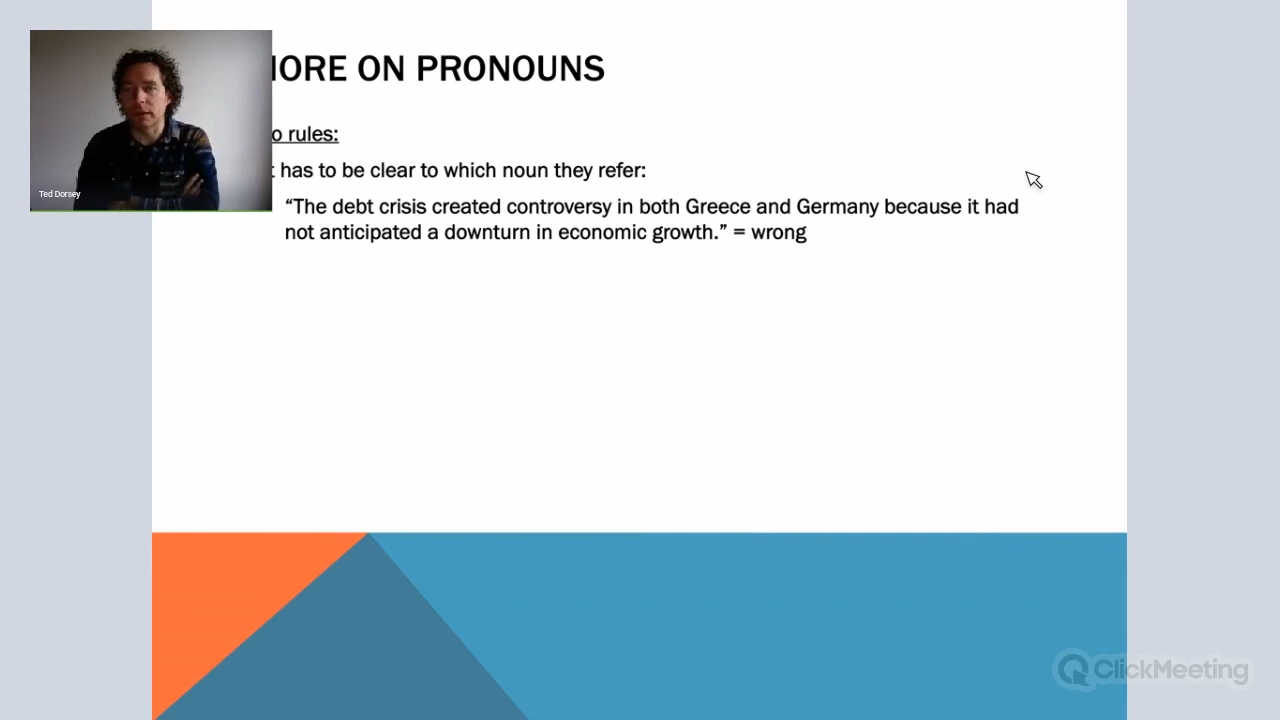 MORE ON PRONOUNS
o rules:
has to be clear to which noun they refer:
“The debt crisis created controversy in both Greece and Germany because it had
not anticipated a downturn in economic growth.” = wrong
Ted Dorsey
ClickMeeting